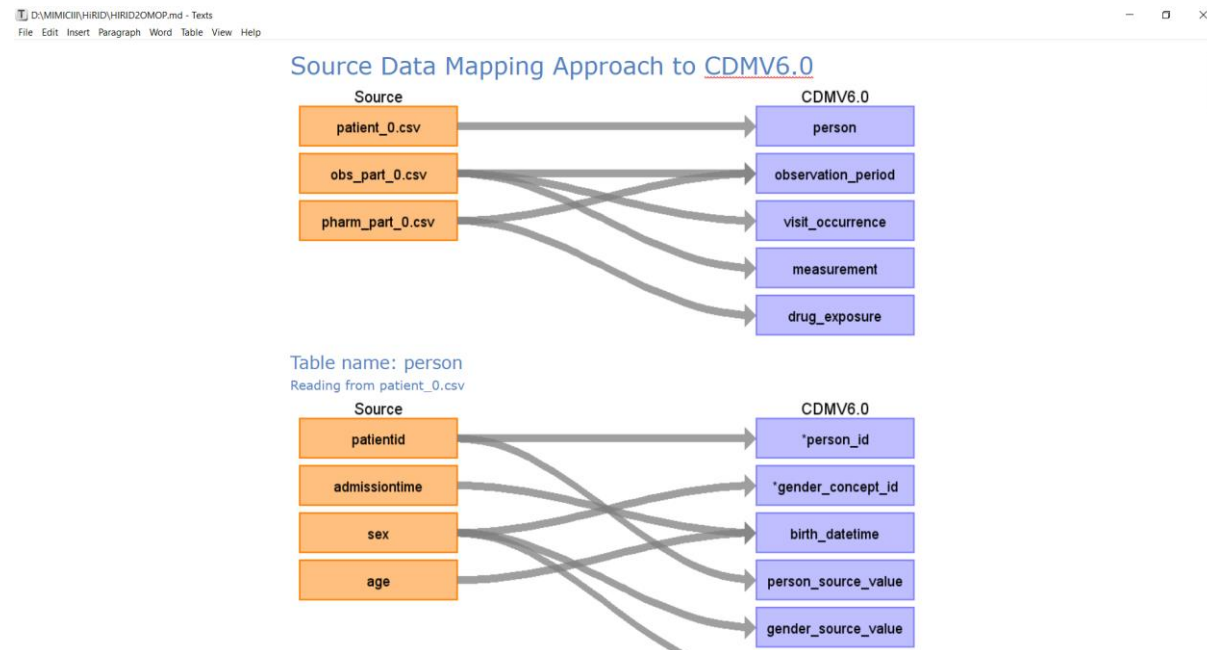 D:\MIMICIII\HiRID\HIRID2OMOP.md - Texts
File Edit Insert Paragraph Word Table View Help
Source Data Mapping Approach to CDMV6.0
Source CDMV6.0
patient_0.csv person
obs_part_0.csv observation_period
pharm_part_0.csv visit_occurrence
measurement
drug_exposure
Table name: person
Reading from patient_0.csv
Source CDMV6.0
patientid *person_id
admissiontime *gender_concept_id
sex birth_datetime
age person_source_value
gender_source_value